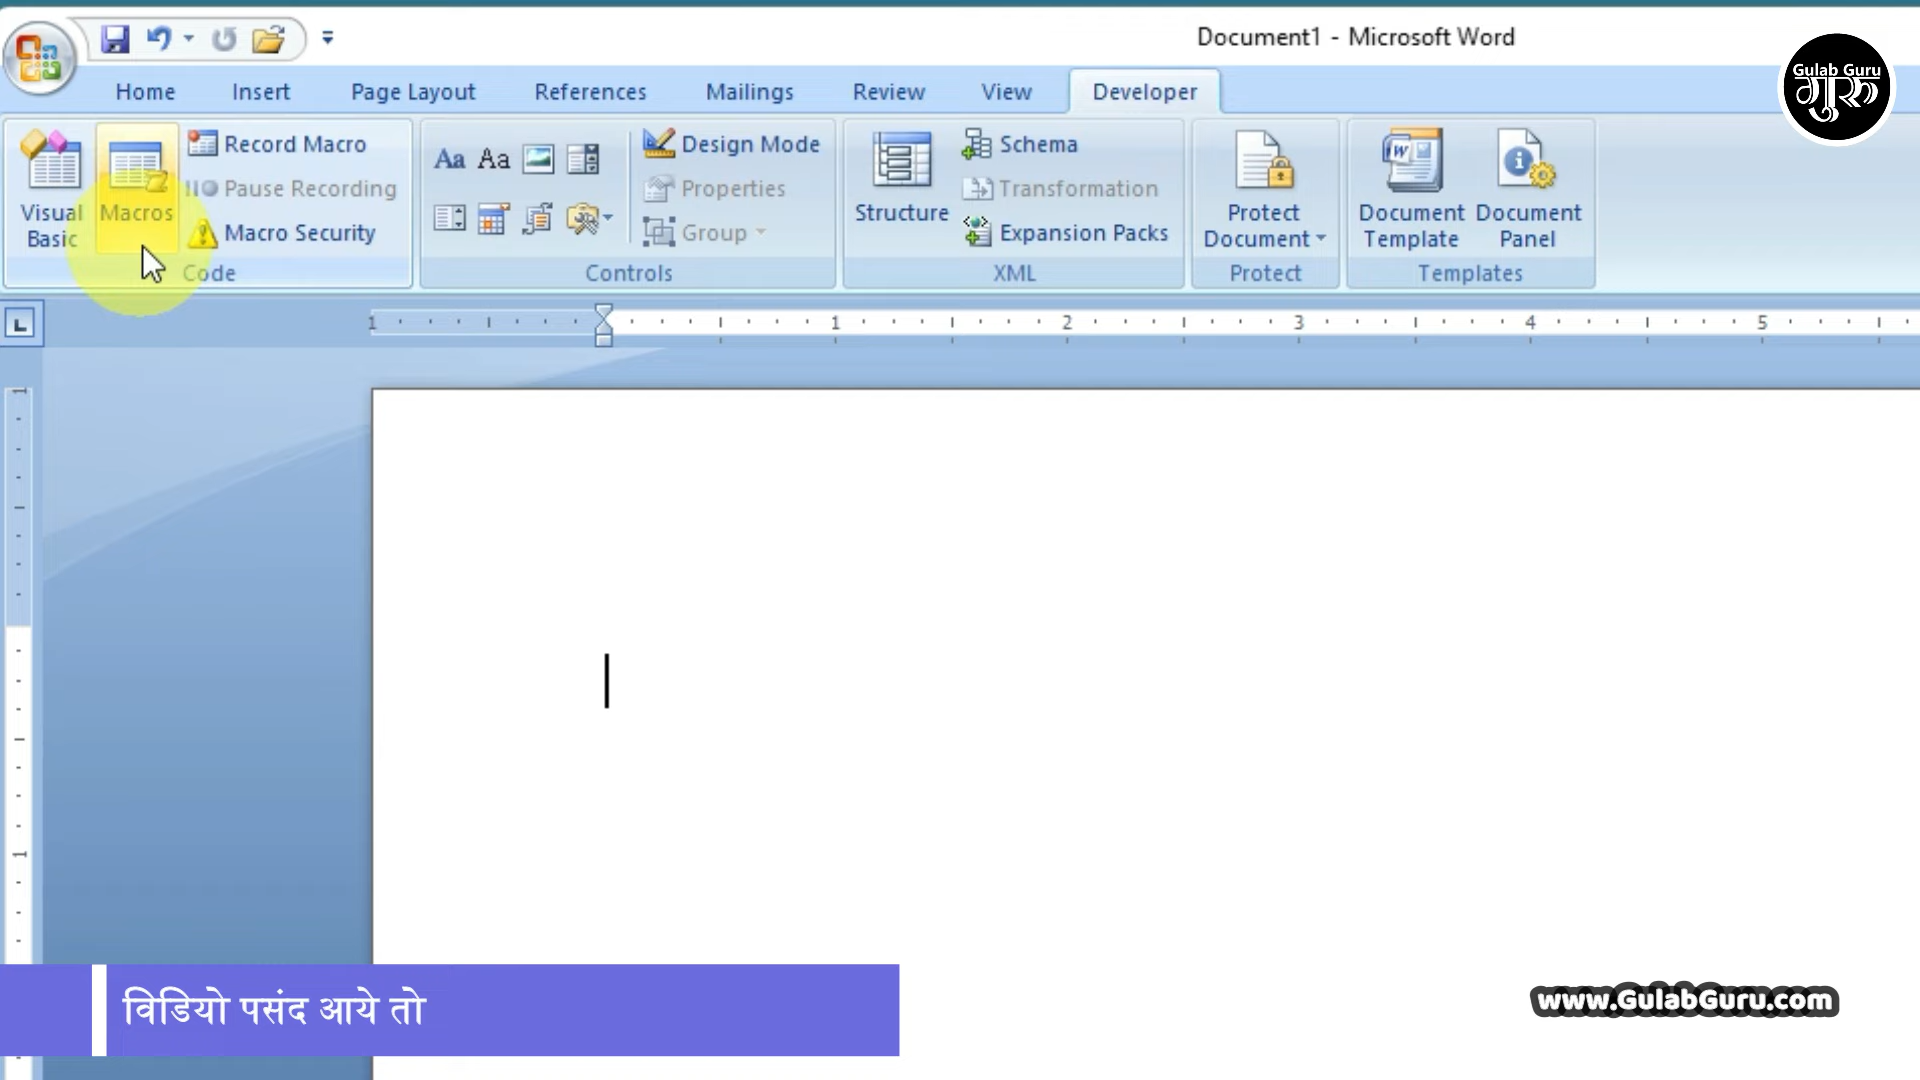 Document1 - Microsoft Word
Gulab Guru
गुरु
Home Insert Page Layout References Mailings Review View Developer
Visual Basic
Macros
Record Macro
Pause Recording
Macro Security
Code
Aa Aa
Design Mode
Properties
Group
Controls
Structure
Schema
Transformation
Expansion Packs
XML
Protect Document
Protect
Document Template
Document Panel
Templates
L
1 1 2 3 4 5
1
1
विडियो पसंद आये तो
www.GulabGuru.com